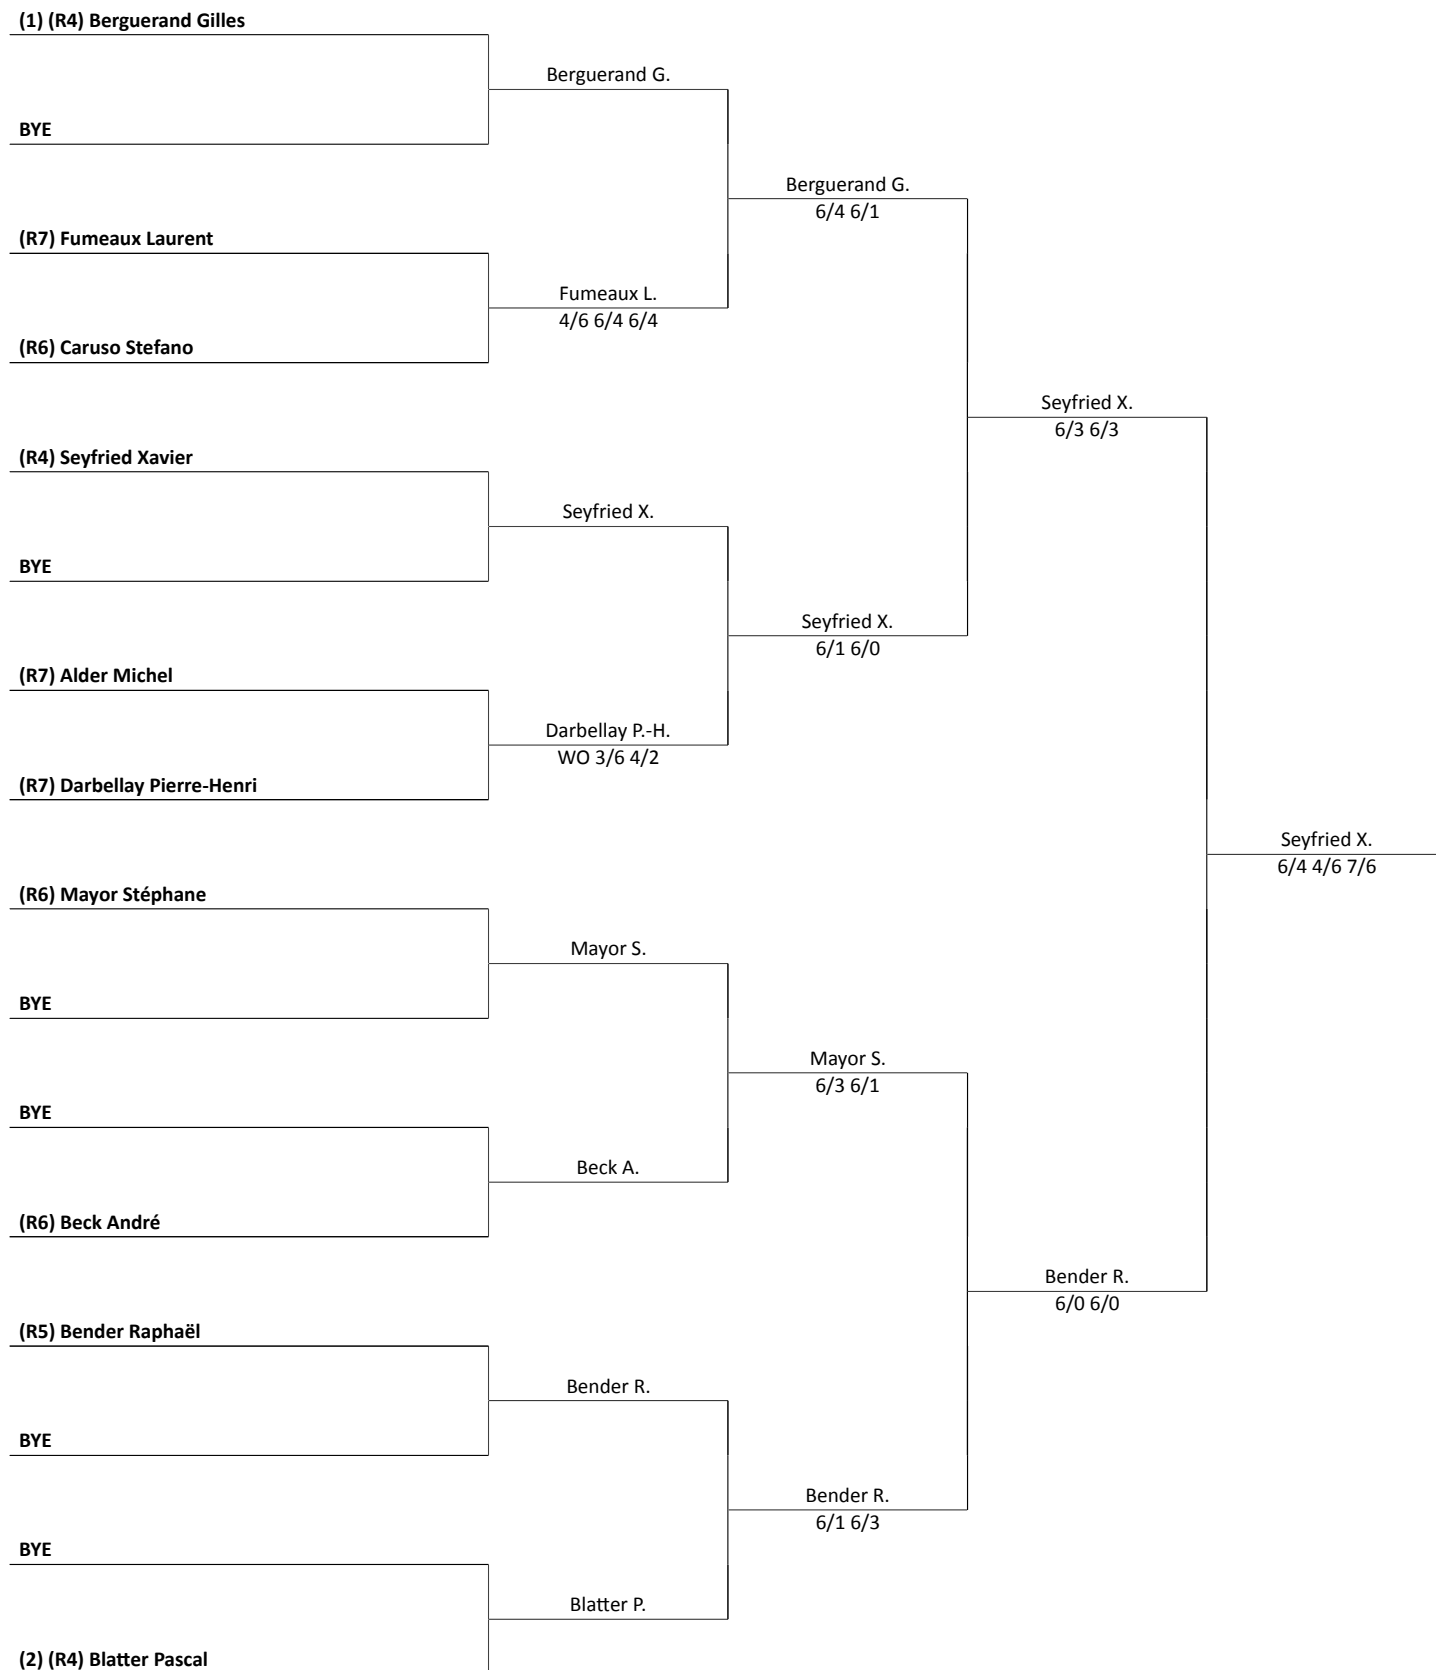 (1) (R4) Berguerand Gilles
Berguerand G.
BYE
Berguerand G.
6/4 6/1
(R7) Fumeaux Laurent
Fumeaux L.
4/6 6/4 6/4
(R6) Caruso Stefano
Seyfried X.
6/3 6/3
(R4) Seyfried Xavier
Seyfried X.
BYE
Seyfried X.
6/1 6/0
(R7) Alder Michel
Darbellay P.-H.
WO 3/6 4/2
(R7) Darbellay Pierre-Henri
Seyfried X.
6/4 4/6 7/6
(R6) Mayor Stéphane
Mayor S.
BYE
Mayor S.
6/3 6/1
BYE
Beck A.
(R6) Beck André
Bender R.
6/0 6/0
(R5) Bender Raphaël
Bender R.
BYE
Bender R.
6/1 6/3
BYE
Blatter P.
(2) (R4) Blatter Pascal